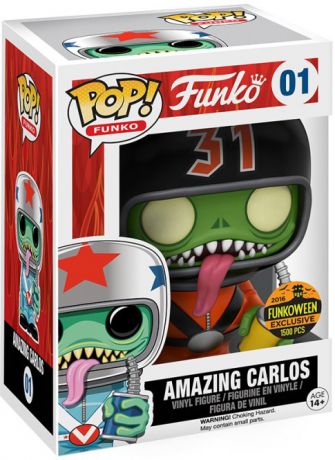 POP!
FUNKO
Funko
01
31
2016
FUNKOWEEN
EXCLUSIVE
1500 PCS
AMAZING CARLOS
VINYL FIGURE / FIGURINE EN VINYLE /
FIGURA DE VINIL
WARNING! Choking Hazard.
May contain small parts.
AGE
14+
AMAZING CARLOS
01
V